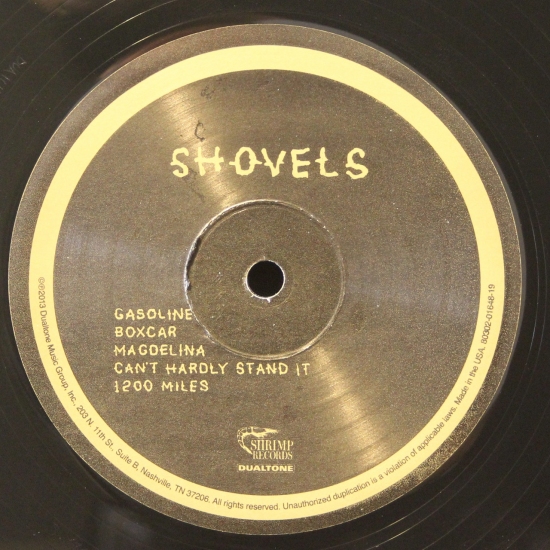 SHOVELS
GASOLINE
BOXCAR
MAGDELINA
CAN'T HARDLY STAND IT
1200 MILES
SHRIMP
RECORDS
DUALTONE
©℗2013 Dualtone Music Group, Inc., 203 N. 11th St, Suite B, Nashville, TN 37206. All rights reserved. Unauthorized duplication is a violation of applicable laws. Made in the USA. 80302-01648-19